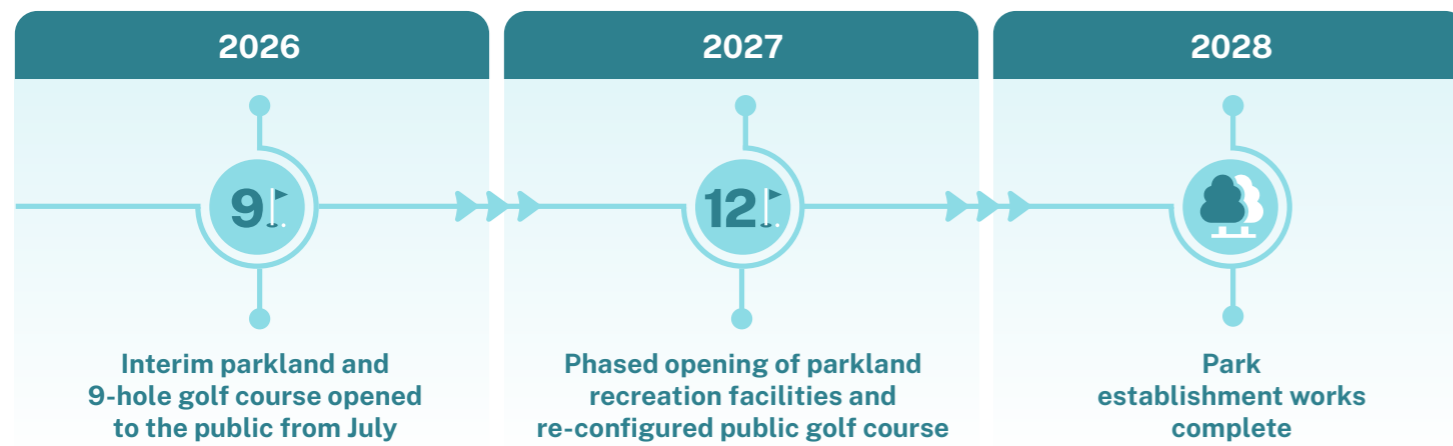 2026
9
Interim parkland and
9-hole golf course opened
to the public from July
2027
12
Phased opening of parkland
recreation facilities and
re-configured public golf course
2028
Park
establishment works
complete